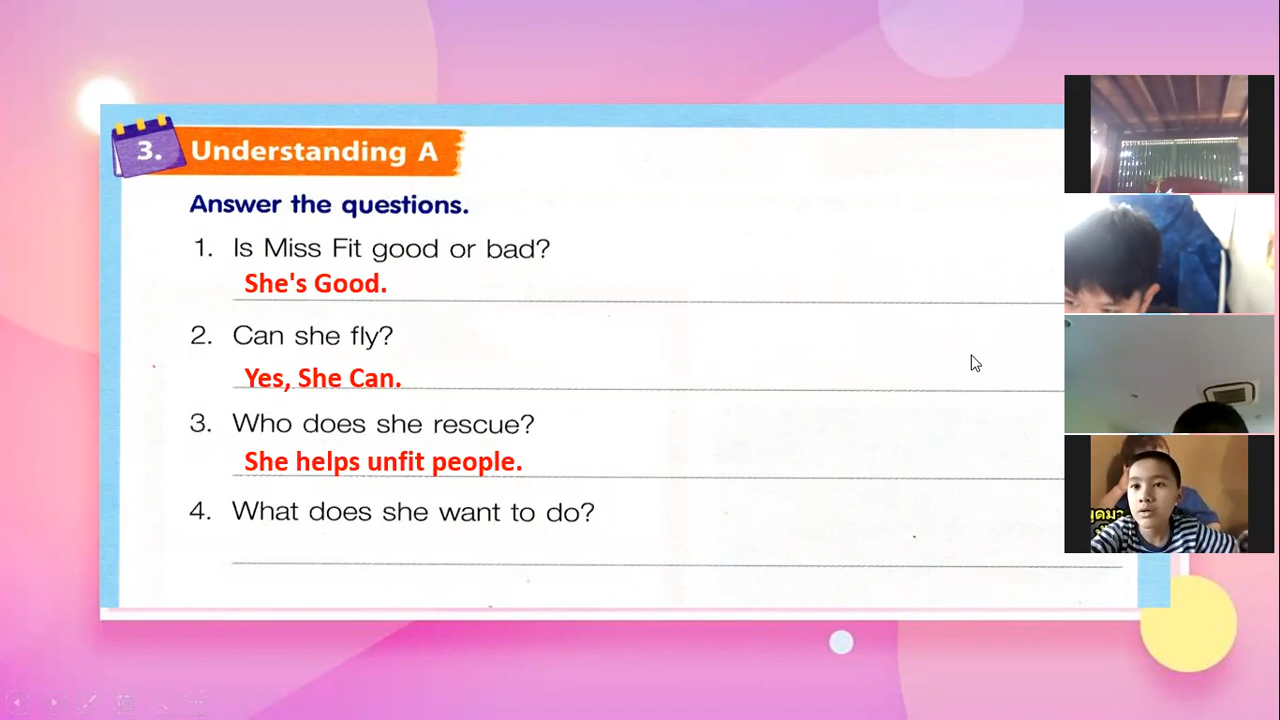 3. Understanding A
Answer the questions.
1. Is Miss Fit good or bad?
She's Good.
2. Can she fly?
Yes, She Can.
3. Who does she rescue?
She helps unfit people.
4. What does she want to do?